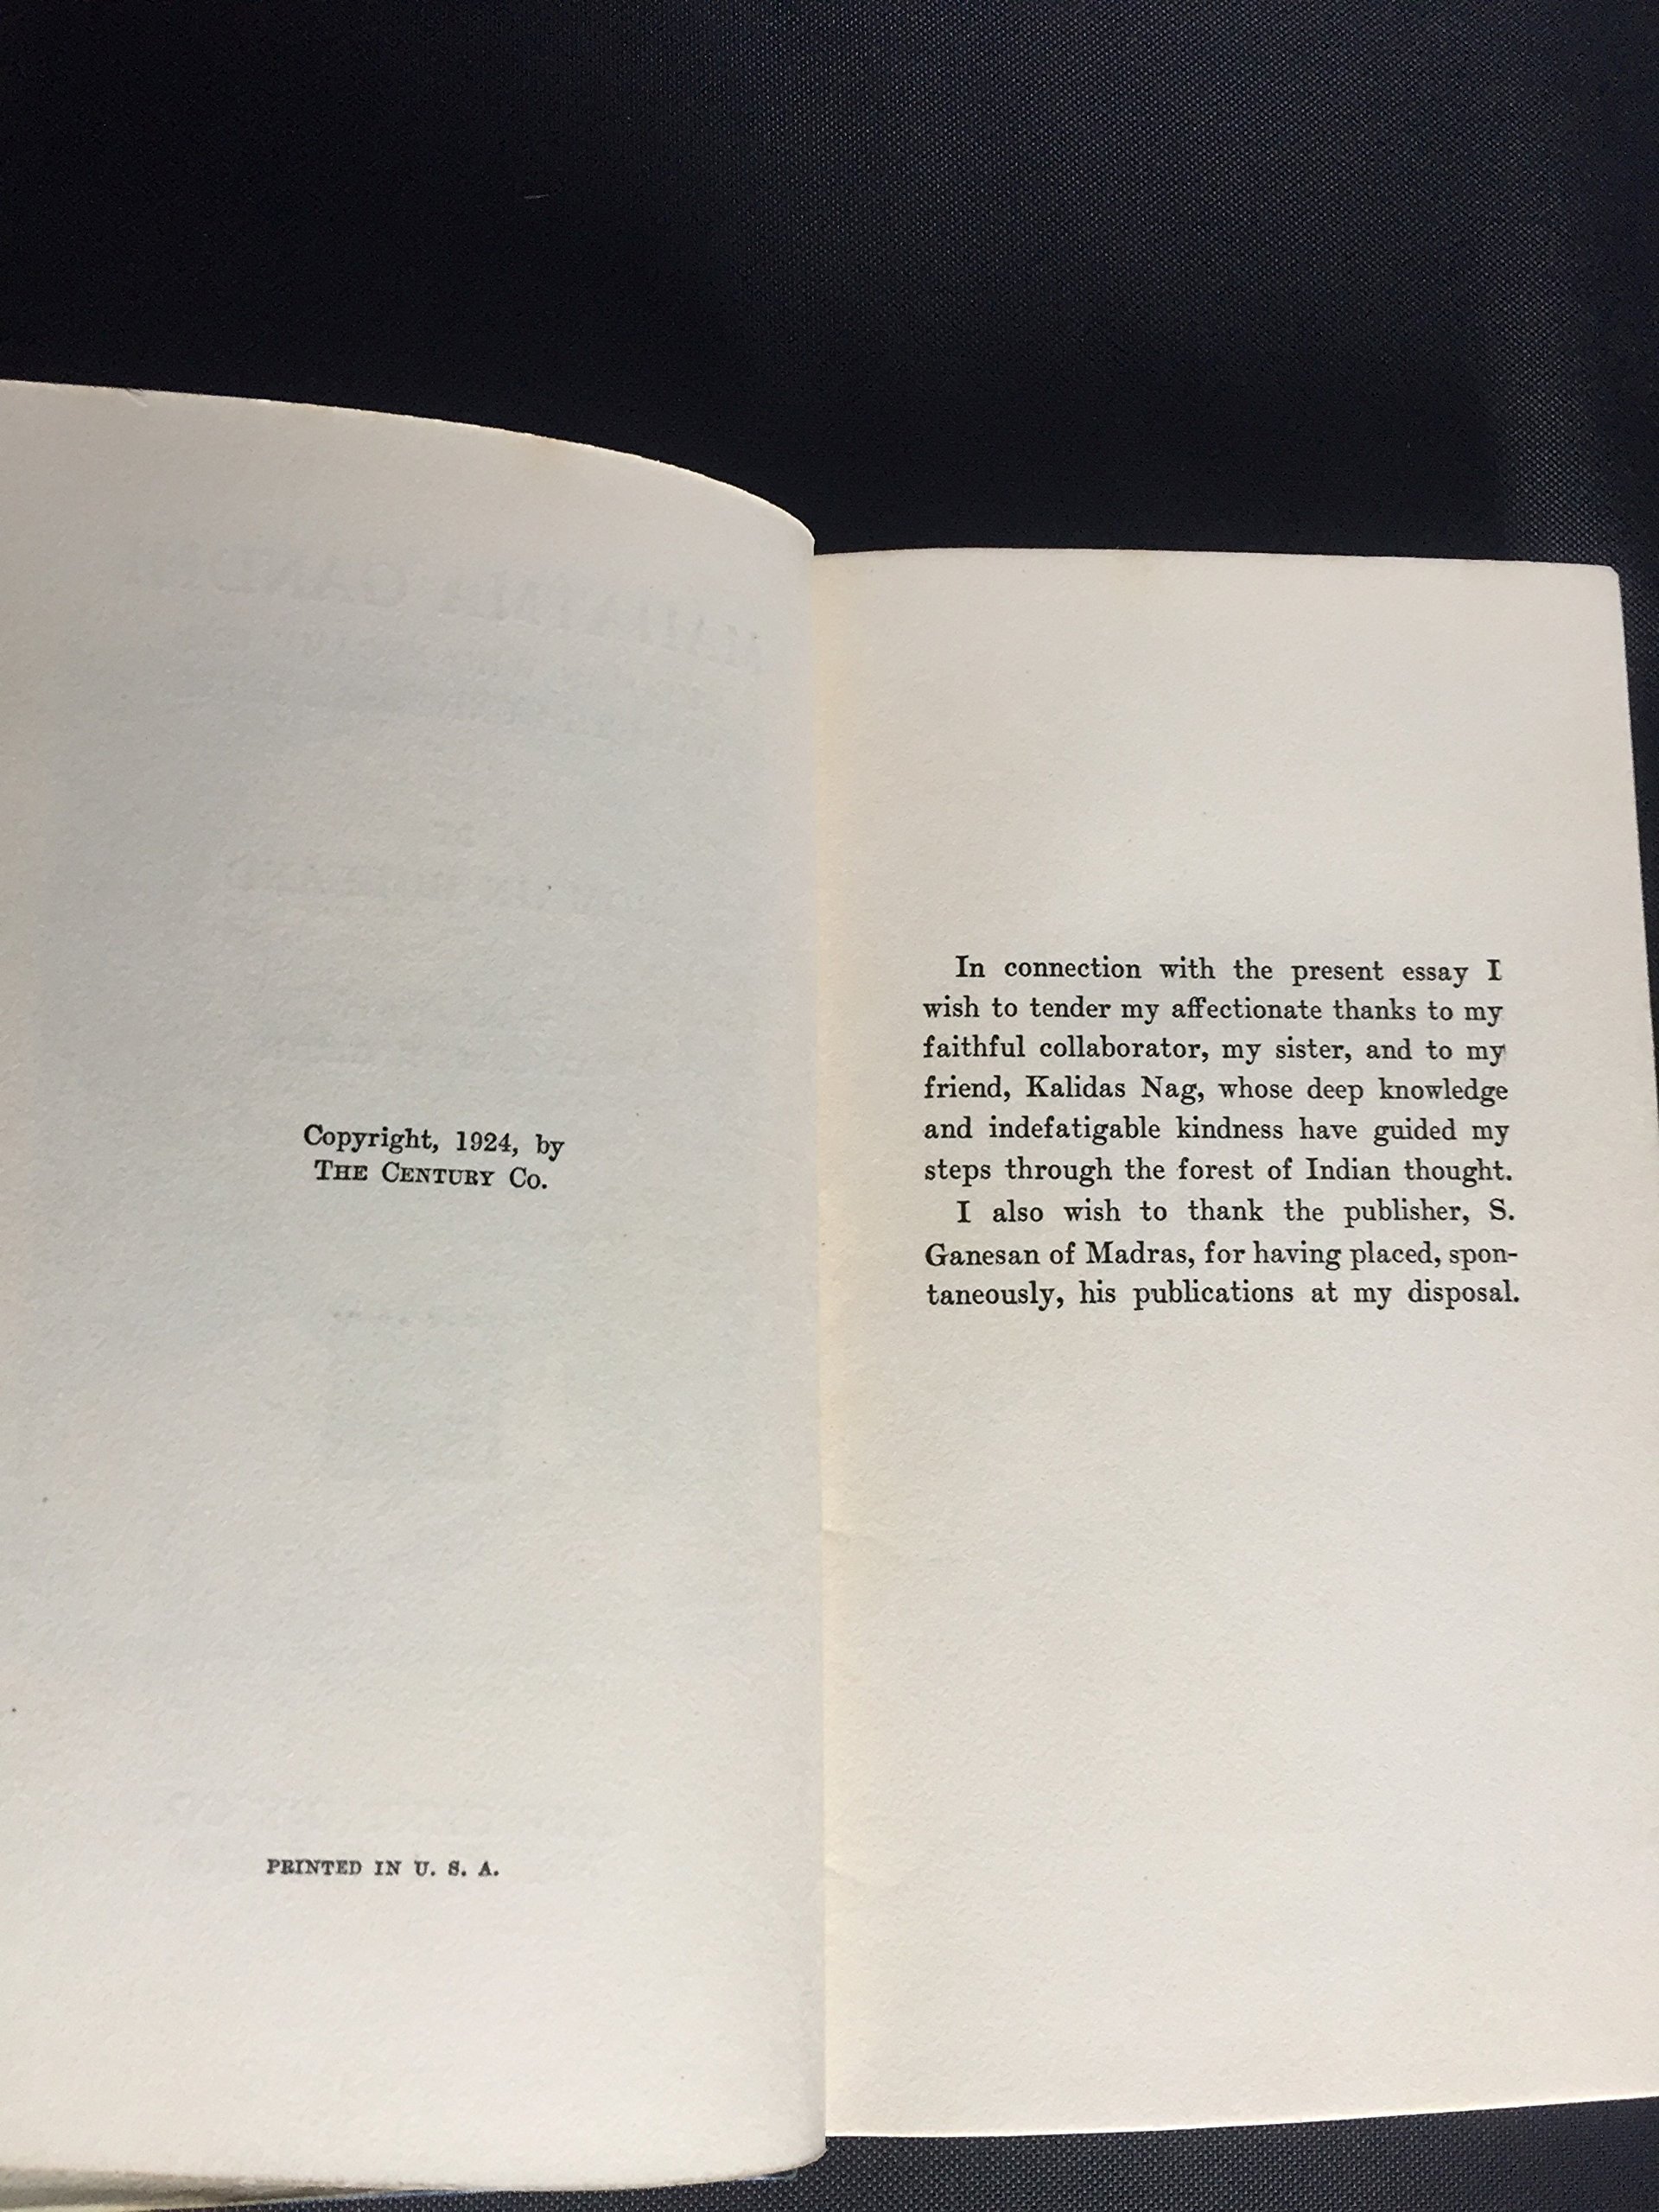 Copyright, 1924, by
THE CENTURY Co.
PRINTED IN U. S. A.
In connection with the present essay I
wish to tender my affectionate thanks to my
faithful collaborator, my sister, and to my
friend, Kalidas Nag, whose deep knowledge
and indefatigable kindness have guided my
steps through the forest of Indian thought.
I also wish to thank the publisher, S.
Ganesan of Madras, for having placed, spon-
taneously, his publications at my disposal.